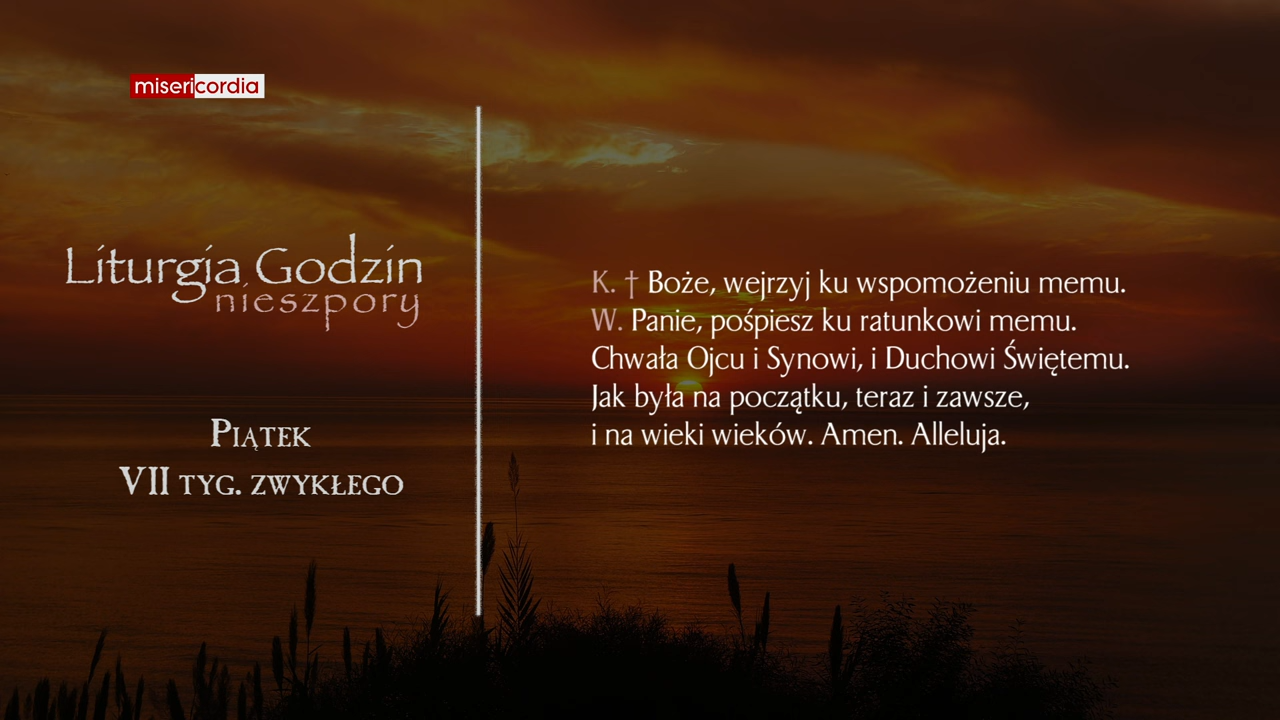 misericordia
Liturgia Godzin
nieszpory
Piątek
VII tyg. zwykłego
K. † Boże, wejrzyj ku wspomożeniu memu.
W. Panie, pośpiesz ku ratunkowi memu.
Chwała Ojcu i Synowi, i Duchowi Świętemu.
Jak była na początku, teraz i zawsze,
i na wieki wieków. Amen. Alleluja.